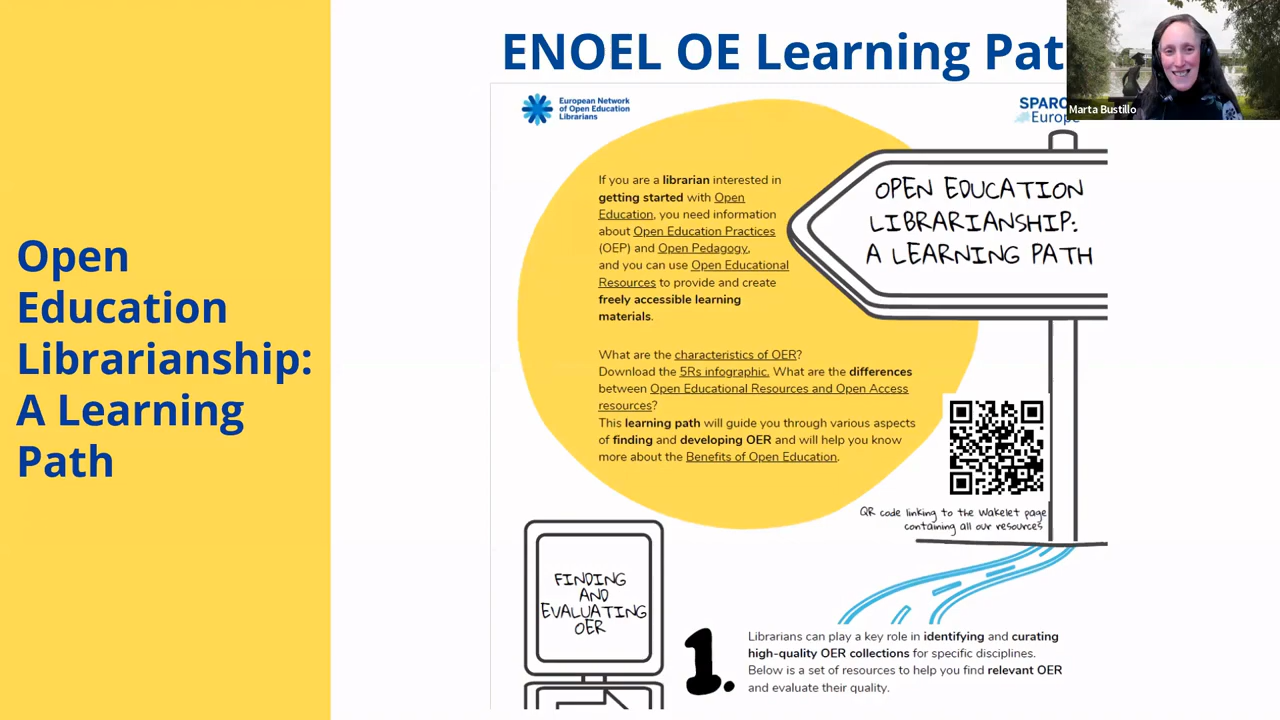 ENOEL OE Learning Pat
Marta Bustillo
Open
Education
Librarianship:
A Learning
Path
European Network
of Open Education
Librarians
SPARC
Europe
OPEN EDUCATION
LIBRARIANSHIP:
A LEARNING PATH
If you are a librarian interested in
getting started with Open
Education, you need information
about Open Education Practices
(OEP) and Open Pedagogy,
and you can use Open Educational
Resources to provide and create
freely accessible learning
materials.
What are the characteristics of OER?
Download the 5Rs infographic. What are the differences
between Open Educational Resources and Open Access
resources?
This learning path will guide you through various aspects
of finding and developing OER and will help you know
more about the Benefits of Open Education.
QR code linking to the Wakelet page
containing all our resources
FINDING
AND
EVALUATING
OER
1.
Librarians can play a key role in identifying and curating
high-quality OER collections for specific disciplines.
Below is a set of resources to help you find relevant OER
and evaluate their quality.